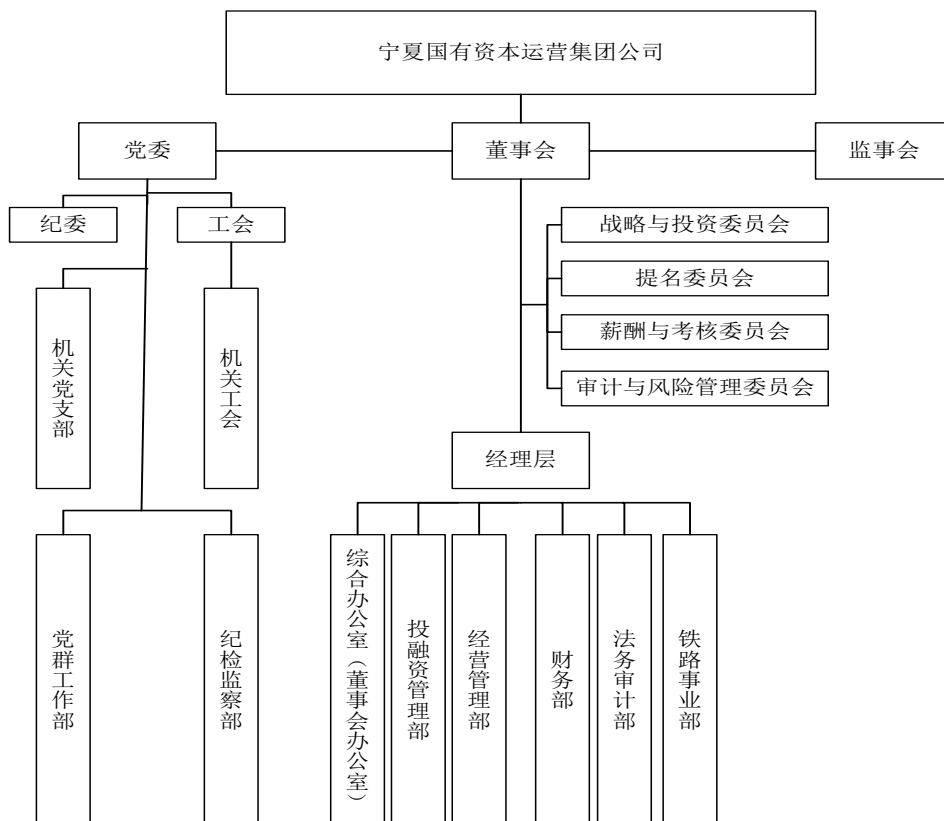 宁夏国有资本运营集团公司
党委
董事会
监事会
纪委
工会
战略与投资委员会
提名委员会
薪酬与考核委员会
审计与风险管理委员会
机关党支部
机关工会
经理层
党群工作部
纪检监察部
综合办公室（董事会办公室）
投融资管理部
经营管理部
财务部
法务审计部
铁路事业部